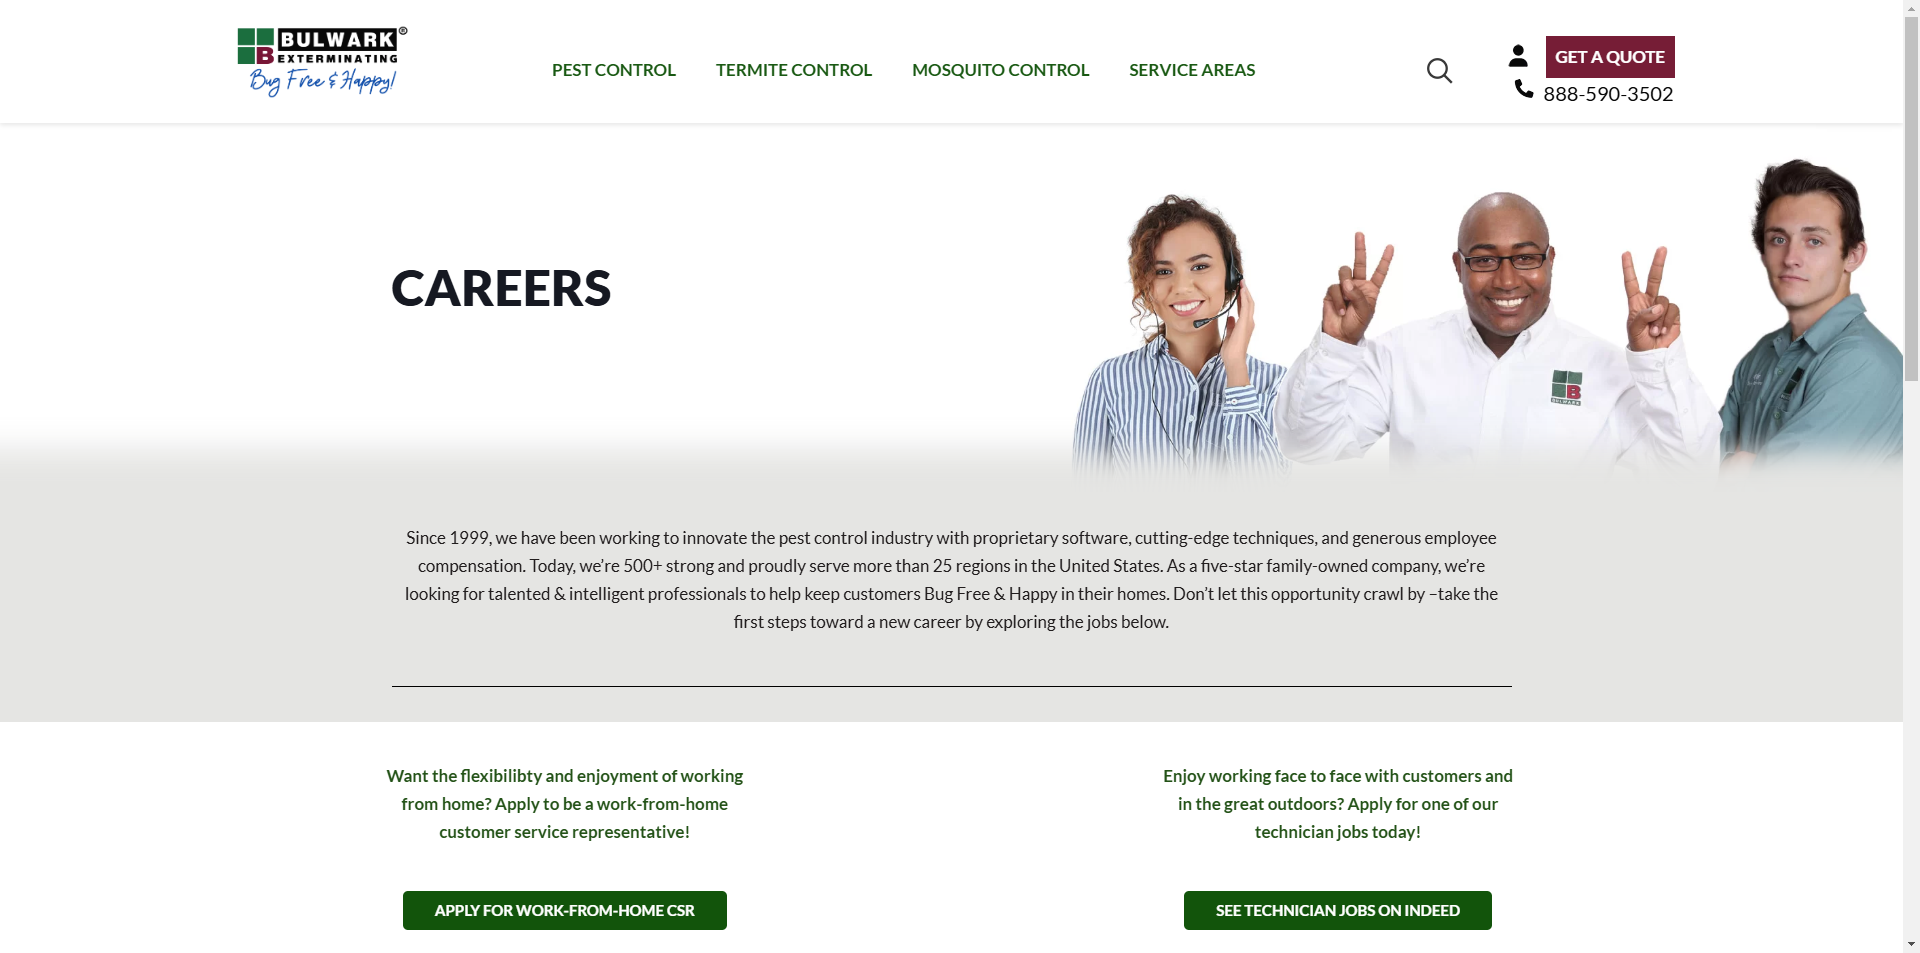 BULWARK®
EXTERMINATING
Bug Free & Happy!
PEST CONTROL
TERMITE CONTROL
MOSQUITO CONTROL
SERVICE AREAS
GET A QUOTE
888-590-3502
CAREERS
B
BULWARK
Since 1999, we have been working to innovate the pest control industry with proprietary software, cutting-edge techniques, and generous employee
compensation. Today, we’re 500+ strong and proudly serve more than 25 regions in the United States. As a five-star family-owned company, we’re
looking for talented & intelligent professionals to help keep customers Bug Free & Happy in their homes. Don’t let this opportunity crawl by –take the
first steps toward a new career by exploring the jobs below.
Want the flexibilibty and enjoyment of working
from home? Apply to be a work-from-home
customer service representative!
APPLY FOR WORK-FROM-HOME CSR
Enjoy working face to face with customers and
in the great outdoors? Apply for one of our
technician jobs today!
SEE TECHNICIAN JOBS ON INDEED